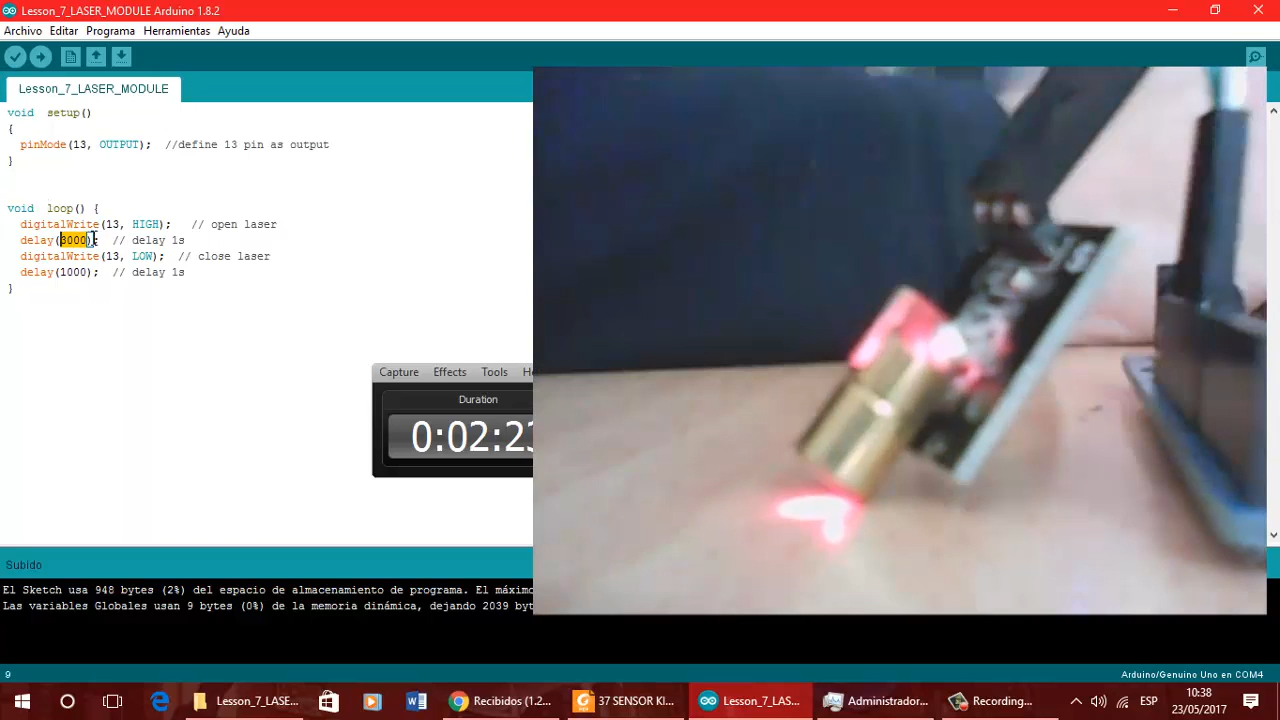 Lesson_7_LASER_MODULE Arduino 1.8.2
Archivo Editar Programa Herramientas Ayuda
Lesson_7_LASER_MODULE
void setup()
{
pinMode(13, OUTPUT); //define 13 pin as output
}
void loop() {
digitalWrite(13, HIGH); // open laser
delay(3000); // delay 1s
digitalWrite(13, LOW); // close laser
delay(1000); // delay 1s
}
Capture Effects Tools
Duration
0:02:23
S
Subido
El Sketch usa 948 bytes (2%) del espacio de almacenamiento de programa. El máximo
Las variables Globales usan 9 bytes (0%) de la memoria dinámica, dejando 2039 byt
9
Arduino/Genuino Uno en COM4
Lesson_7_LASE...
W
Recibidos (1.2...
37 SENSOR KI...
Lesson_7_LAS...
Administrador...
Recording...
ESP
10:38
23/05/2017